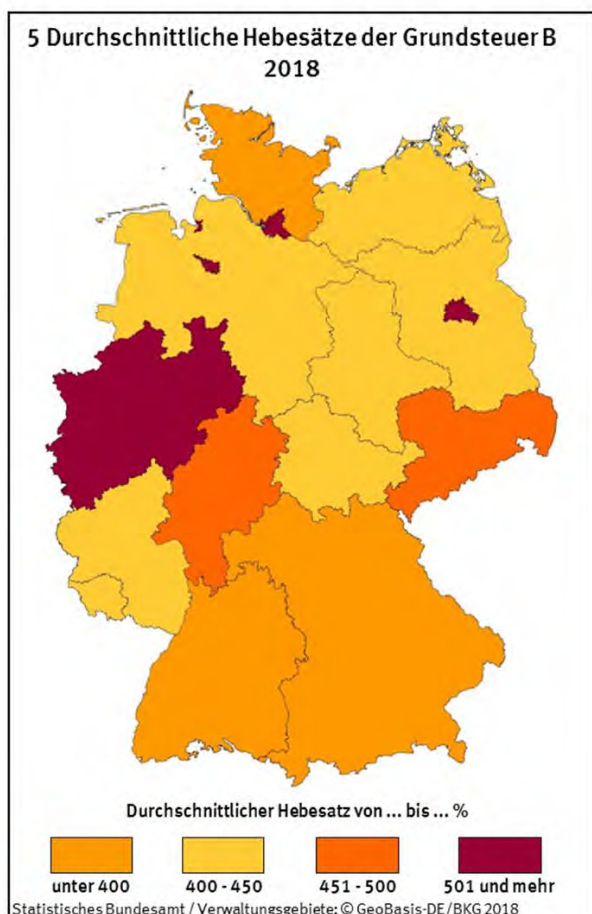 5 Durchschnittliche Hebesätze der Grundsteuer B
2018
Durchschnittlicher Hebesatz von ... bis ... %
unter 400
400 - 450
451 - 500
501 und mehr
Statistisches Bundesamt / Verwaltungsgebiete: © GeoBasis-DE/BKG 2018